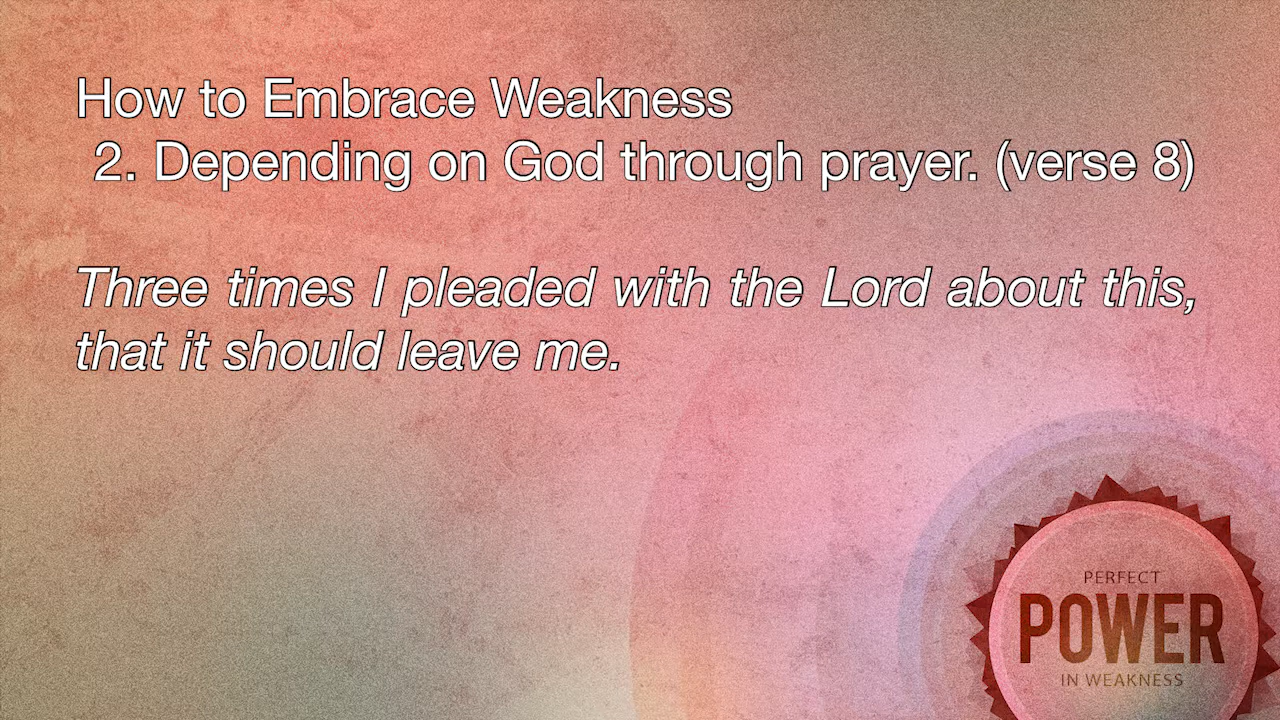 How to Embrace Weakness
2. Depending on God through prayer. (verse 8)
Three times I pleaded with the Lord about this,
that it should leave me.
PERFECT
POWER
IN WEAKNESS